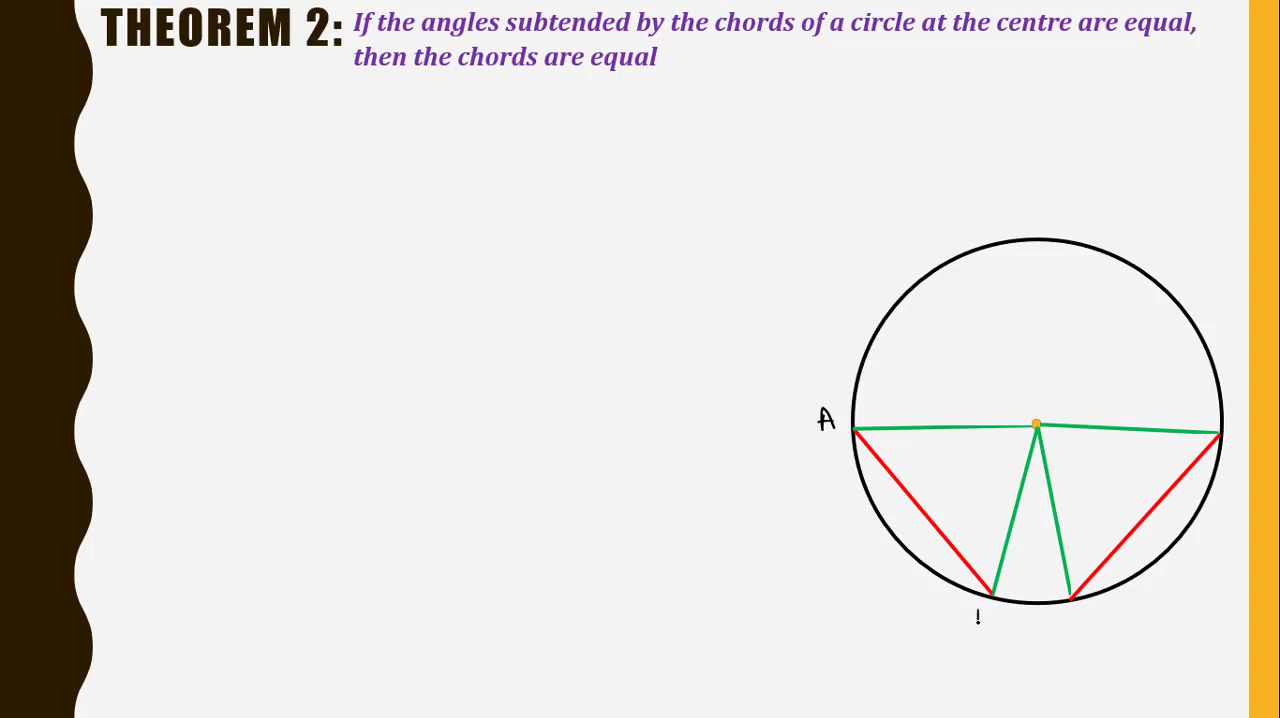 THEOREM 2: If the angles subtended by the chords of a circle at the centre are equal,
then the chords are equal
A